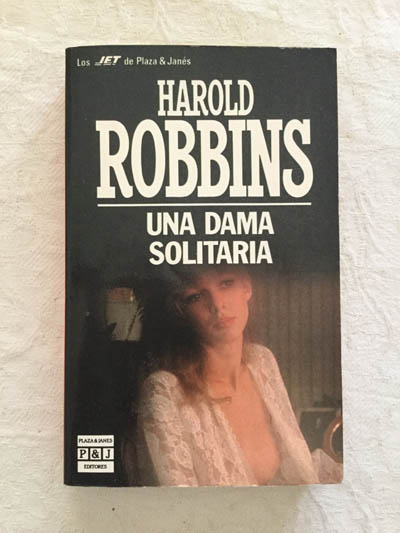 Los JET de Plaza & Janés
HAROLD
ROBBINS
UNA DAMA
SOLITARIA
PLAZA & JANES
P & J
EDITORES